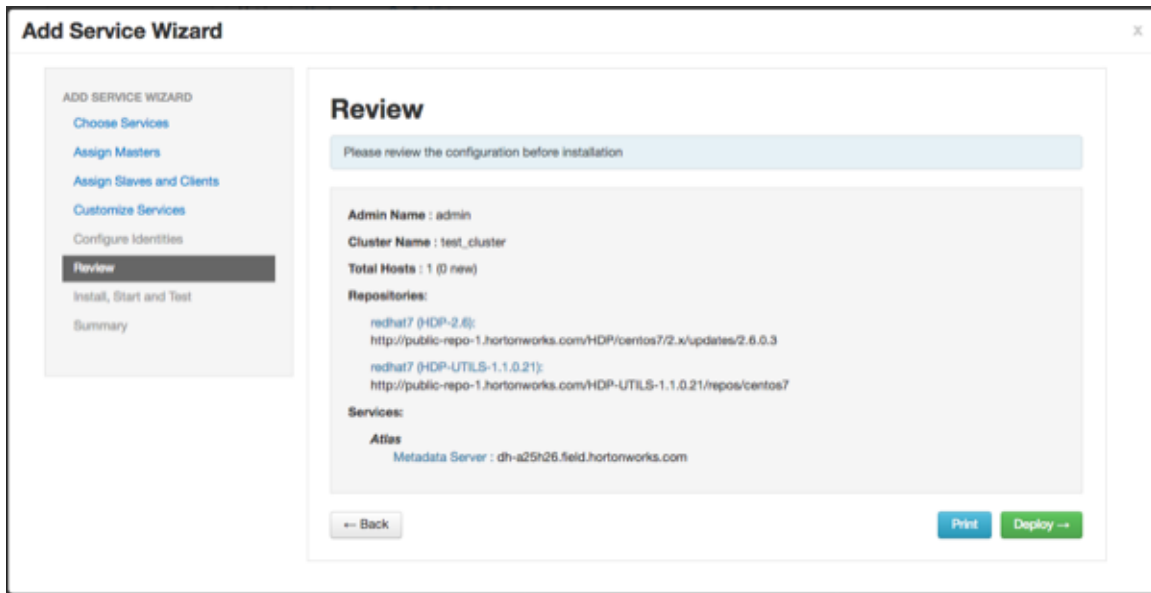 Add Service Wizard
x
ADD SERVICE WIZARD
Choose Services
Assign Masters
Assign Slaves and Clients
Customize Services
Configure Identities
Review
Install, Start and Test
Summary
Review
Please review the configuration before installation
Admin Name : admin
Cluster Name : test_cluster
Total Hosts : 1 (0 new)
Repositories:
redhat7 (HDP-2.6):
http://public-repo-1.hortonworks.com/HDP/centos7/2.x/updates/2.6.0.3
redhat7 (HDP-UTILS-1.1.0.21):
http://public-repo-1.hortonworks.com/HDP-UTILS-1.1.0.21/repos/centos7
Services:
Atlas
Metadata Server : dh-a25h26.field.hortonworks.com
← Back
Print
Deploy →